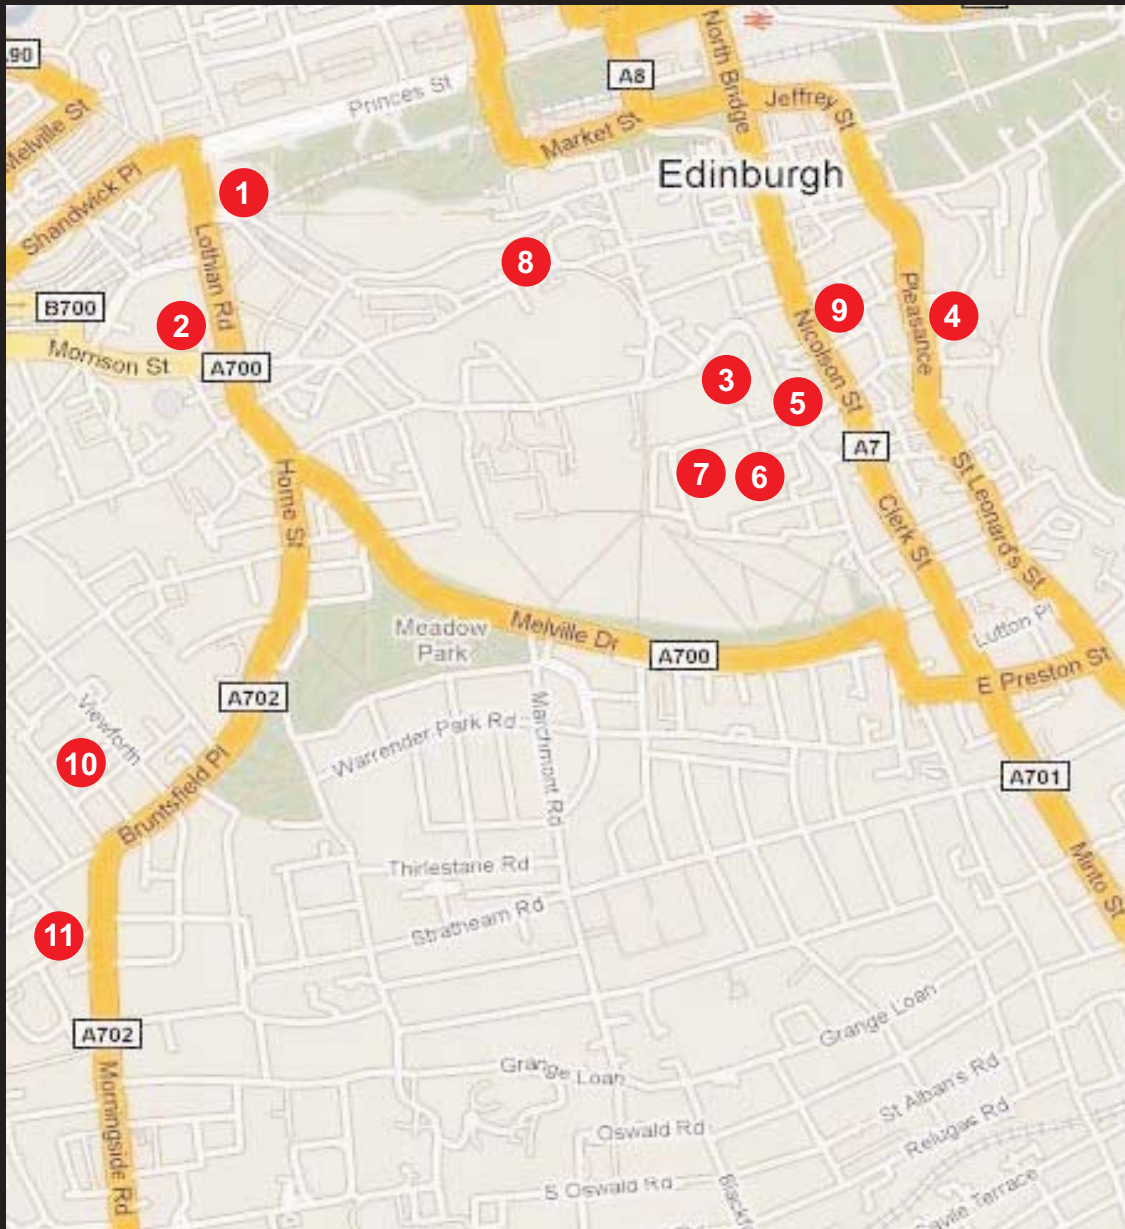 .90
A8
North Bridge
Princes St
Jeffrey St
Melville St
Market St
Edinburgh
Shandwick Pl
1
Lothian Rd
8
B700
2
9
4
Pleasance
Nicolson St
Morrison St
A700
3
5
A7
7
6
Home St
St Leonard's St
Clerk St
Meadow
Park
Melville Dr
A700
Lutton Pl
E Preston St
A702
Viewforth
Warrender Park Rd
Marchmont Rd
10
A701
Bruntsfield Pl
Thirlestane Rd
Minto St
Strathearn Rd
11
A702
Grange Loan
Grange Loan
St Alban's Rd
Morningside Rd
Oswald Rd
Relugas Rd
S Oswald Rd
Blackf
avile Terrace